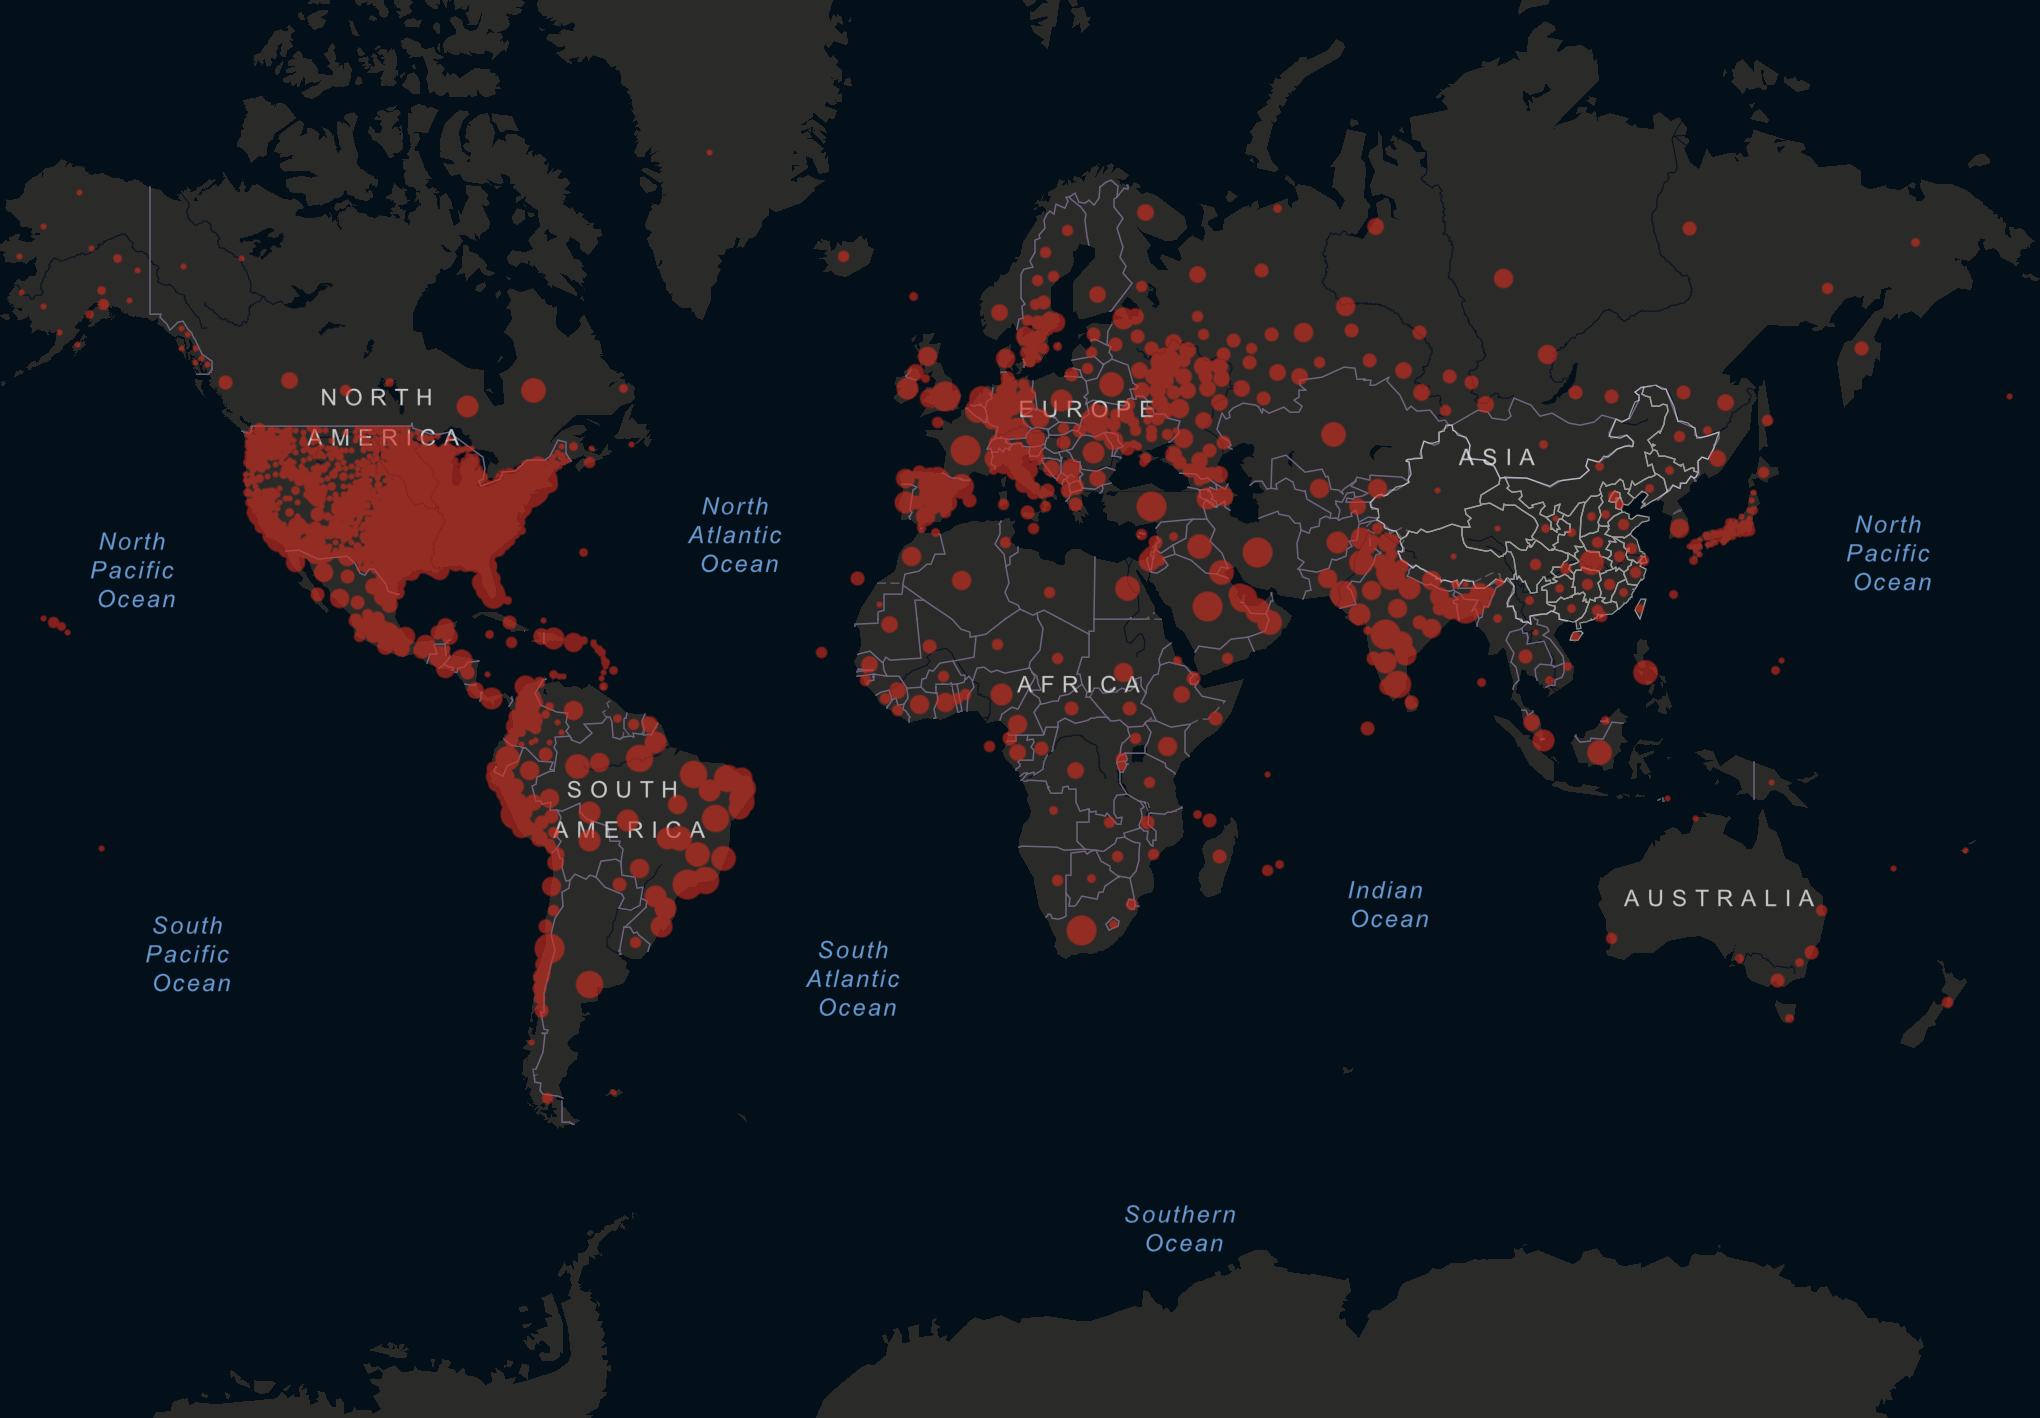 NORTH
AMERICA
EUROPE
ASIA
North
Atlantic
Ocean
North
Pacific
Ocean
North
Pacific
Ocean
AFRICA
SOUTH
AMERICA
Indian
Ocean
AUSTRALIA
South
Pacific
Ocean
South
Atlantic
Ocean
Southern
Ocean